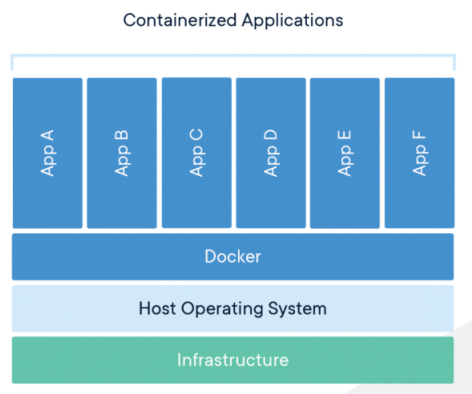 Containerized Applications
App A
App B
App C
App D
App E
App F
Docker
Host Operating System
Infrastructure